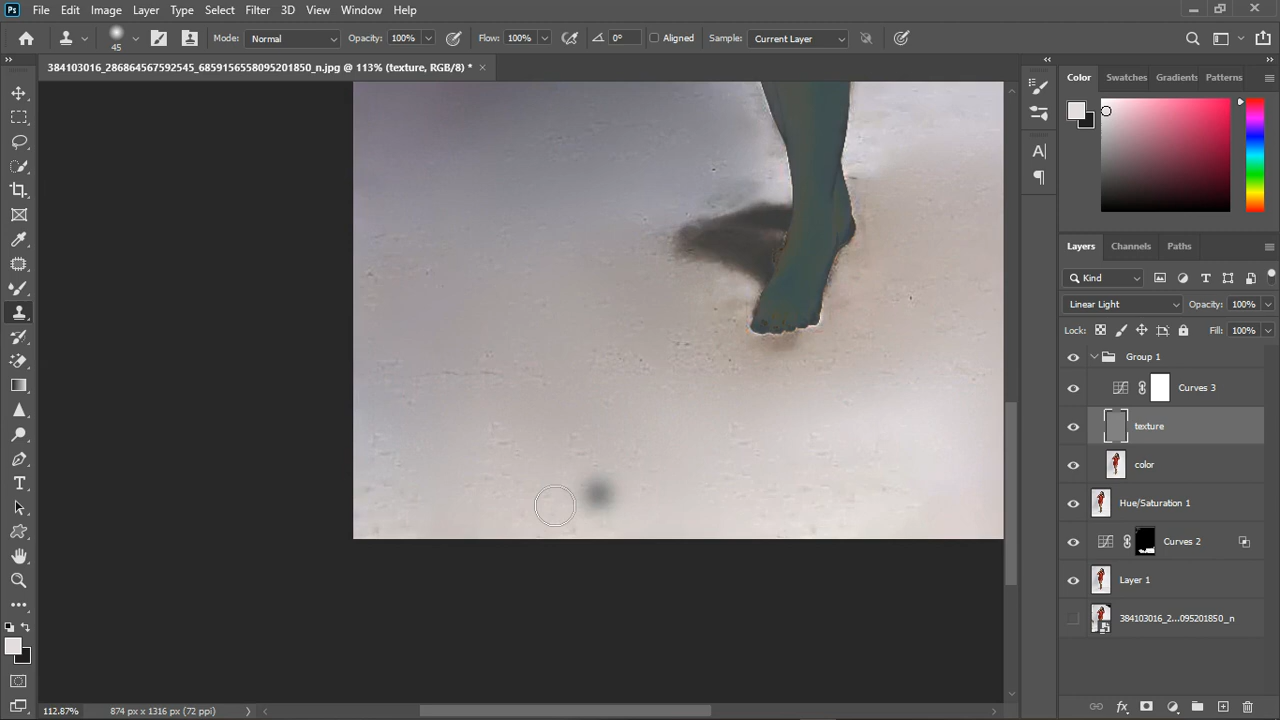 Ps File Edit Image Layer Type Select Filter 3D View Window Help
45 Mode: Normal Opacity: 100% Flow: 100% 0° Aligned Sample: Current Layer
384103016_286864567592545_6859156558095201850_n.jpg @ 113% (texture, RGB/8) *
Color Swatches Gradients Patterns
A
Layers Channels Paths
Kind T
Linear Light Opacity: 100%
Lock: Fill: 100%
Group 1
Curves 3
texture
color
Hue/Saturation 1
Curves 2
Layer 1
384103016_2...095201850_n
T
112.87% 874 px x 1316 px (72 ppi)
fx